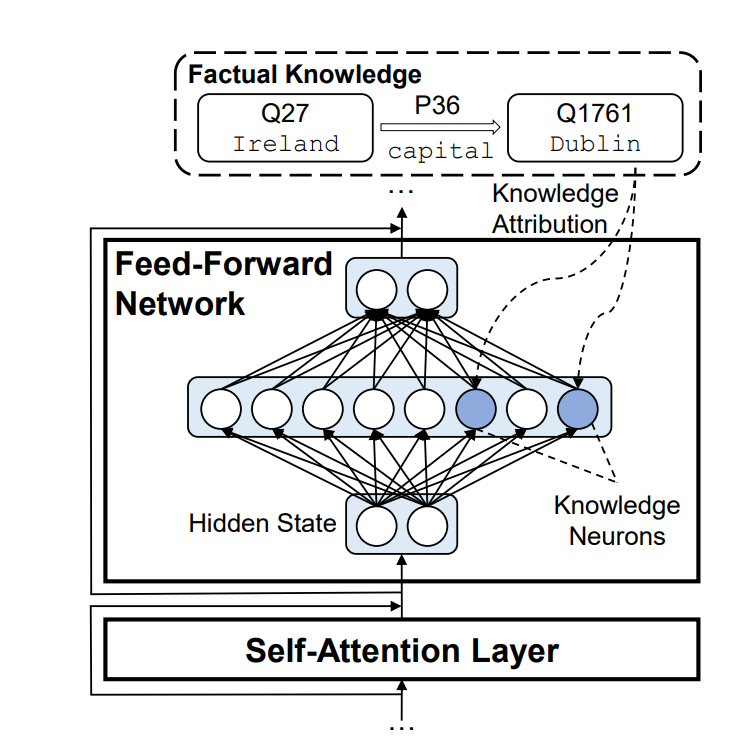 Factual Knowledge
Q27
Ireland
P36
capital
Q1761
Dublin
...
Knowledge
Attribution
Feed-Forward
Network
Hidden State
Knowledge
Neurons
Self-Attention Layer
...